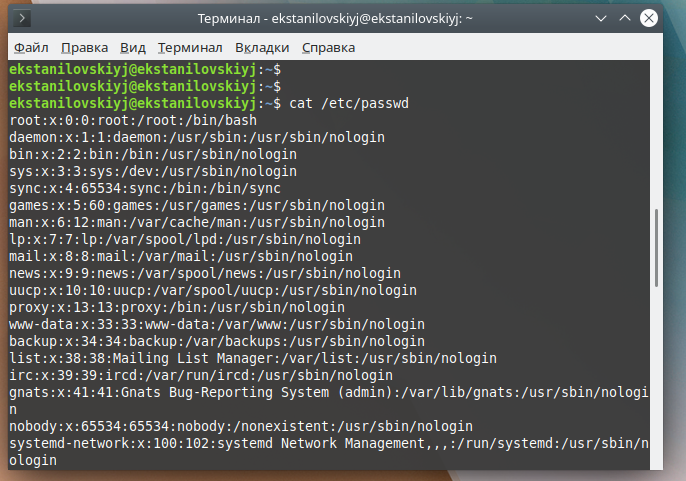 Терминал - ekstanilovskiyj@ekstanilovskiyj: ~
Файл Правка Вид Терминал Вкладки Справка
ekstanilovskiyj@ekstanilovskiyj:~$
ekstanilovskiyj@ekstanilovskiyj:~$
ekstanilovskiyj@ekstanilovskiyj:~$ cat /etc/passwd
root:x:0:0:root:/root:/bin/bash
daemon:x:1:1:daemon:/usr/sbin:/usr/sbin/nologin
bin:x:2:2:bin:/bin:/usr/sbin/nologin
sys:x:3:3:sys:/dev:/usr/sbin/nologin
sync:x:4:65534:sync:/bin:/bin/sync
games:x:5:60:games:/usr/games:/usr/sbin/nologin
man:x:6:12:man:/var/cache/man:/usr/sbin/nologin
lp:x:7:7:lp:/var/spool/lpd:/usr/sbin/nologin
mail:x:8:8:mail:/var/mail:/usr/sbin/nologin
news:x:9:9:news:/var/spool/news:/usr/sbin/nologin
uucp:x:10:10:uucp:/var/spool/uucp:/usr/sbin/nologin
proxy:x:13:13:proxy:/bin:/usr/sbin/nologin
www-data:x:33:33:www-data:/var/www:/usr/sbin/nologin
backup:x:34:34:backup:/var/backups:/usr/sbin/nologin
list:x:38:38:Mailing List Manager:/var/list:/usr/sbin/nologin
irc:x:39:39:ircd:/var/run/ircd:/usr/sbin/nologin
gnats:x:41:41:Gnats Bug-Reporting System (admin):/var/lib/gnats:/usr/sbin/nologi
n
nobody:x:65534:65534:nobody:/nonexistent:/usr/sbin/nologin
systemd-network:x:100:102:systemd Network Management,,,:/run/systemd:/usr/sbin/n
ologin